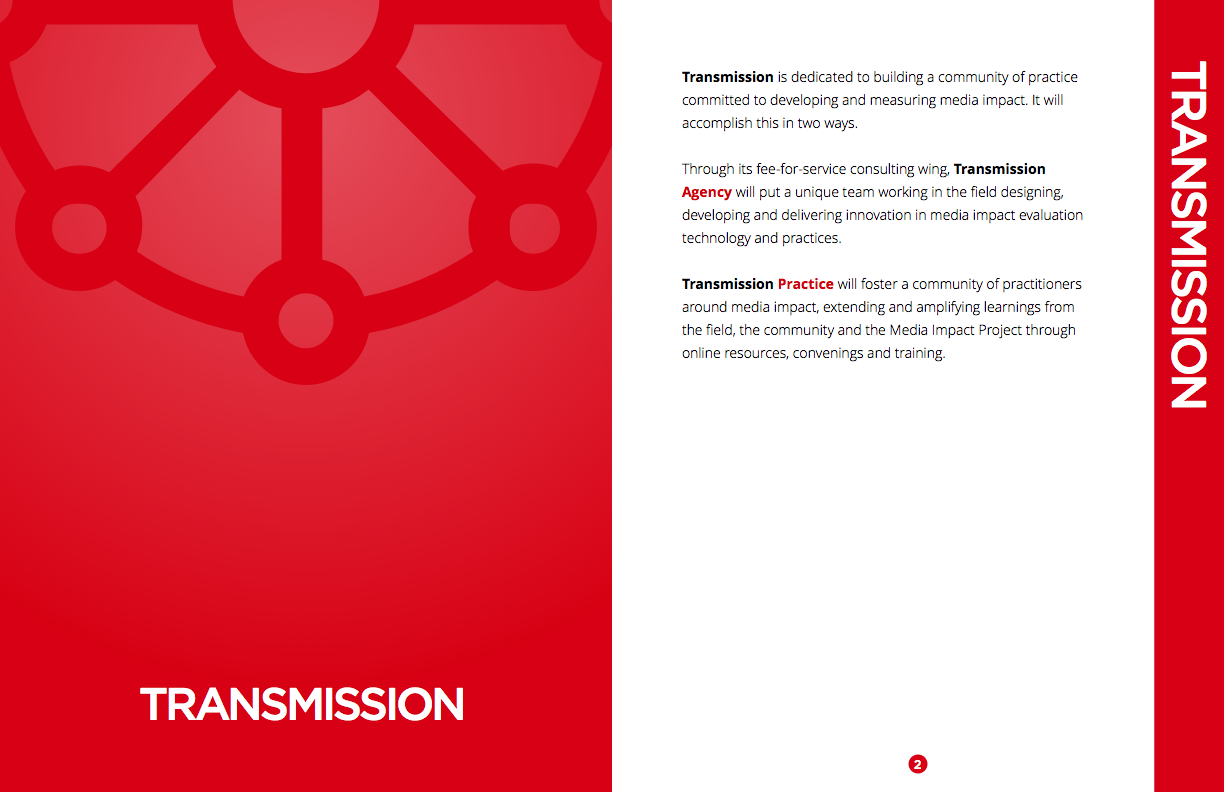 TRANSMISSION
Transmission is dedicated to building a community of practice
committed to developing and measuring media impact. It will
accomplish this in two ways.
Through its fee-for-service consulting wing, Transmission
Agency will put a unique team working in the field designing,
developing and delivering innovation in media impact evaluation
technology and practices.
Transmission Practice will foster a community of practitioners
around media impact, extending and amplifying learnings from
the field, the community and the Media Impact Project through
online resources, convenings and training.
2
TRANSMISSION